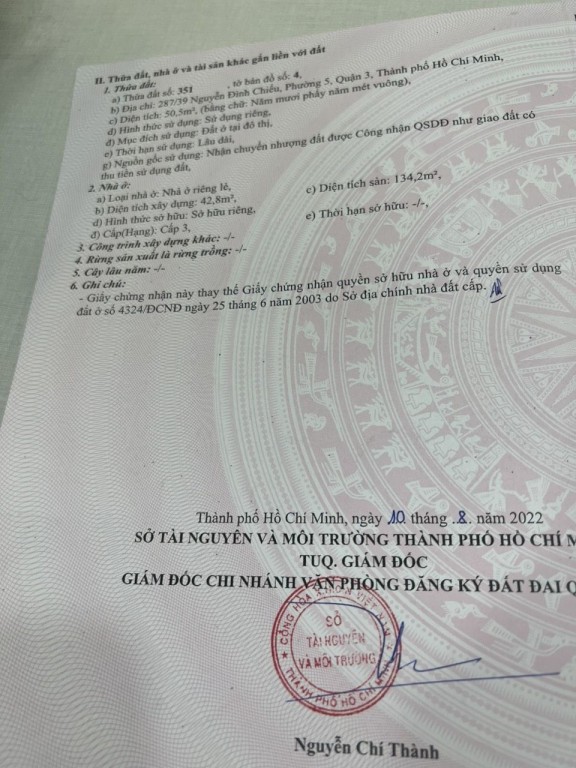 II. Thửa đất, nhà ở và tài sản khác gắn liền với đất
1. Thửa đất:
a) Thửa đất số: 351 , tờ bản đồ số: 4,
b) Địa chỉ: 287/39 Nguyễn Đình Chiểu, Phường 5, Quận 3, Thành phố Hồ Chí Minh,
c) Diện tích: 50,5m², (bằng chữ: Năm mươi phẩy năm mét vuông),
d) Hình thức sử dụng: Sử dụng riêng,
đ) Mục đích sử dụng: Đất ở tại đô thị,
e) Thời hạn sử dụng: Lâu dài,
g) Nguồn gốc sử dụng: Nhận chuyển nhượng đất được Công nhận QSDĐ như giao đất có
thu tiền sử dụng đất,
2. Nhà ở:
a) Loại nhà ở: Nhà ở riêng lẻ,
b) Diện tích xây dựng: 42,8m², c) Diện tích sàn: 134,2m²,
d) Hình thức sở hữu: Sở hữu riêng,
đ) Cấp(Hạng): Cấp 3, e) Thời hạn sở hữu: -/-,
3. Công trình xây dựng khác: -/-
4. Rừng sản xuất là rừng trồng: -/-
5. Cây lâu năm: -/-
6. Ghi chú:
- Giấy chứng nhận này thay thế Giấy chứng nhận quyền sở hữu nhà ở và quyền sử dụng
đất ở số 4324/ĐCNĐ ngày 25 tháng 6 năm 2003 do Sở địa chính nhà đất cấp.
Thành phố Hồ Chí Minh, ngày 10 tháng .8. năm 2022
SỞ TÀI NGUYÊN VÀ MÔI TRƯỜNG THÀNH PHỐ HỒ CHÍ M
TUQ. GIÁM ĐỐC
GIÁM ĐỐC CHI NHÁNH VĂN PHÒNG ĐĂNG KÝ ĐẤT ĐAI Q
CỘNG HÒA X.H.C.N VIỆT NAM
SỞ
TÀI NGUYÊN
VÀ MÔI TRƯỜNG
THÀNH PHỐ HỒ CHÍ MINH
Nguyễn Chí Thành